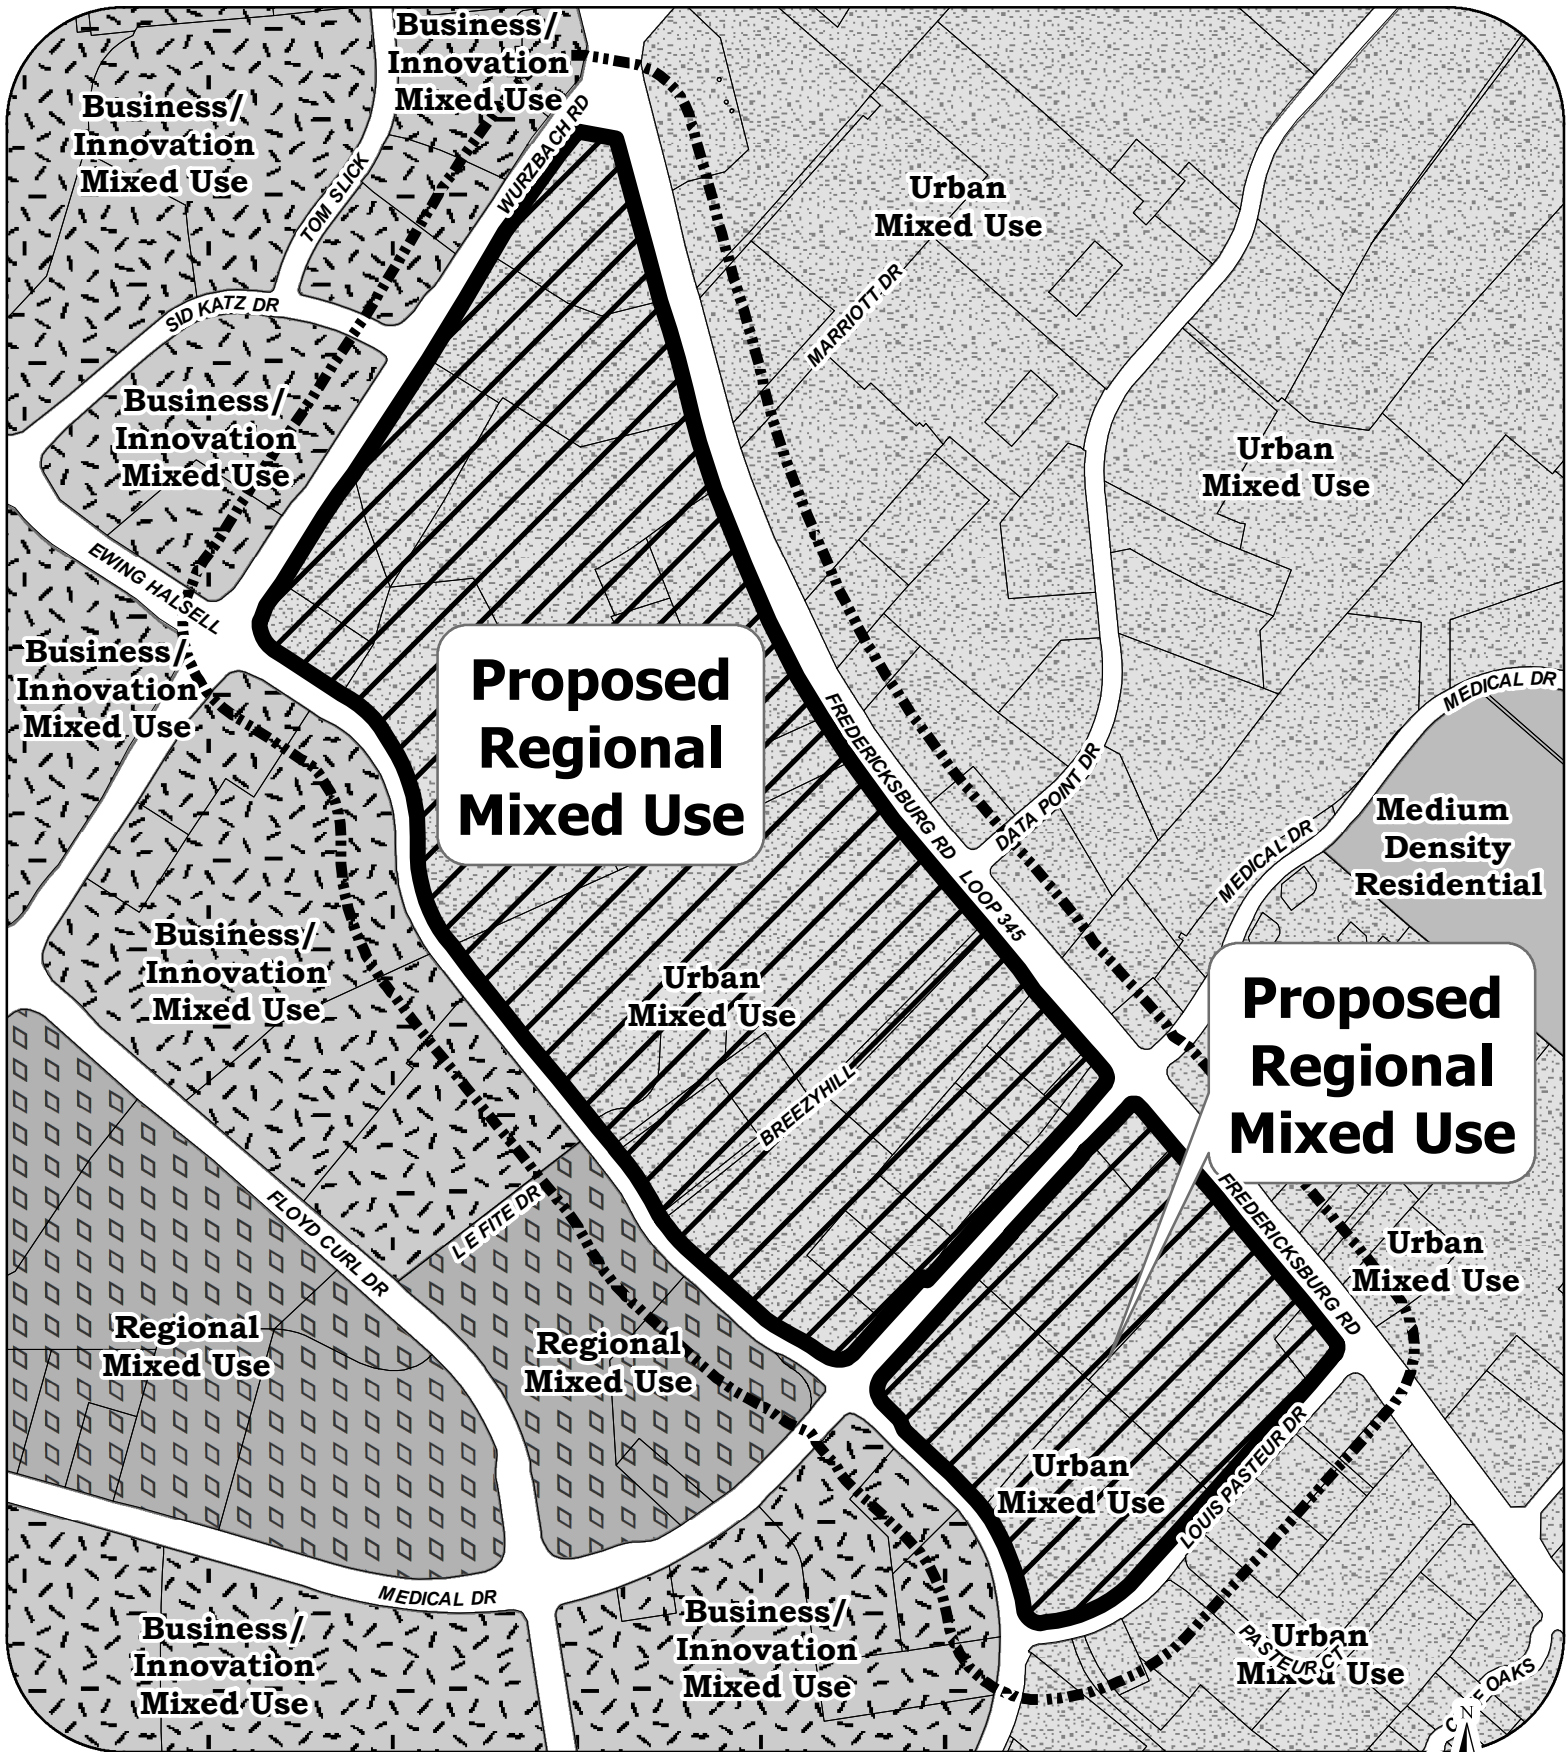 Business/
Innovation
Mixed Use
Business/
Innovation
Mixed Use
WURZBACH RD
TOM SLICK
Urban
Mixed Use
MARRIOTT DR
SID KATZ DR
Business/
Innovation
Mixed Use
Urban
Mixed Use
EWING HALSELL
Business/
Innovation
Mixed Use
Proposed
Regional
Mixed Use
FREDERICKSBURG RD
DATA POINT DR
MEDICAL DR
MEDICAL DR
Medium
Density
Residential
LOOP 345
Business/
Innovation
Mixed Use
Urban
Mixed Use
Proposed
Regional
Mixed Use
BREEZYHILL
FLOYD CURL DR
LE FITE DR
FREDERICKSBURG RD
Urban
Mixed Use
Regional
Mixed Use
Regional
Mixed Use
Urban
Mixed Use
LOUIS PASTEUR DR
MEDICAL DR
Business/
Innovation
Mixed Use
Business/
Innovation
Mixed Use
Urban
Mixed Use
PASTEUR CT
OAKS
N